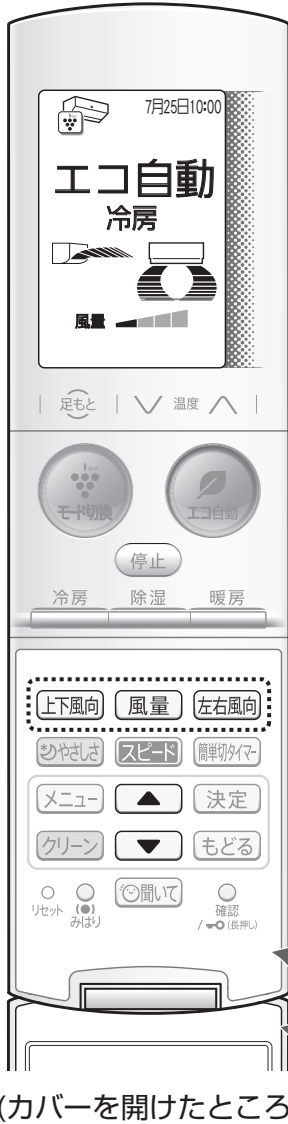 7月25日10:00
エコ自動
冷房
風量
足もと 温度
ion
モード切換 エコ自動
停止
冷房 除湿 暖房
上下風向 風量 左右風向
やさしさ スピード 簡単切タイマー
メニュー ▲ 決定
クリーン ▼ もどる
聞いて
リセット みはり 確認
/ (長押し)
(カバーを開けたところ